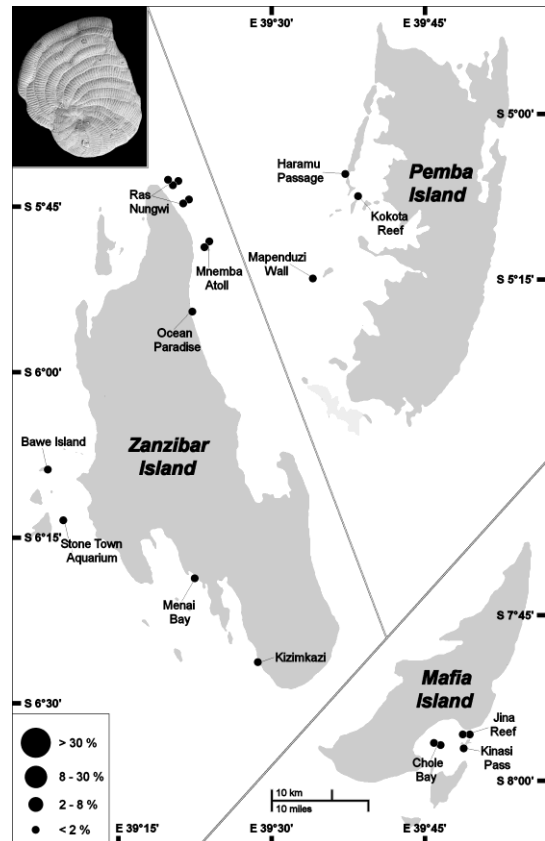 E 39°30'
E 39°45'
S 5°00'
Haramu
Passage
Pemba
Island
Kokota
Reef
Ras
Nungwi
S 5°45'
Mnemba
Atoll
Mapenduzi
Wall
S 5°15'
Ocean
Paradise
S 6°00'
Bawe Island
Zanzibar
Island
Stone Town
Aquarium
S 6°15'
Menai
Bay
Kizimkazi
S 7°45'
Mafia
Island
S 6°30'
Jina
Reef
Chole
Bay
Kinasi
Pass
> 30 %
8 - 30 %
2 - 8 %
< 2 %
10 km
10 miles
S 8°00'
E 39°15'
E 39°30'
E 39°45'